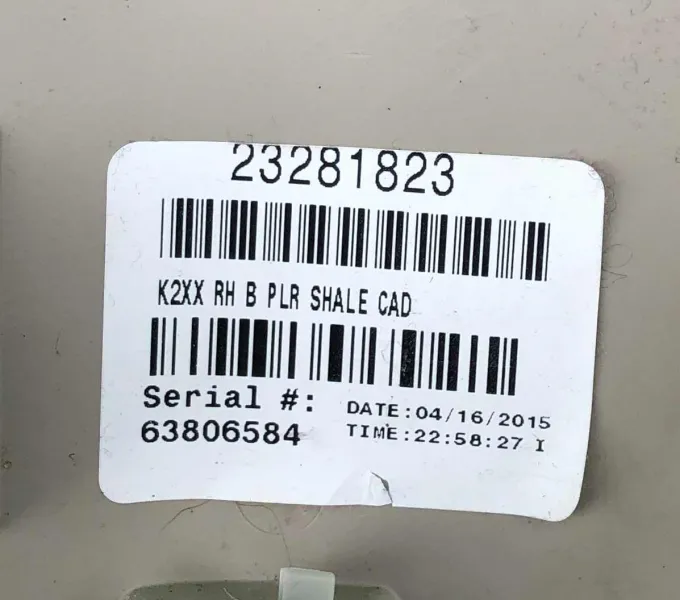 23281823
K2XX RH B PLR SHALE CAD
Serial #:
63806584
DATE:04/16/2015
TIME:22:58:27 I